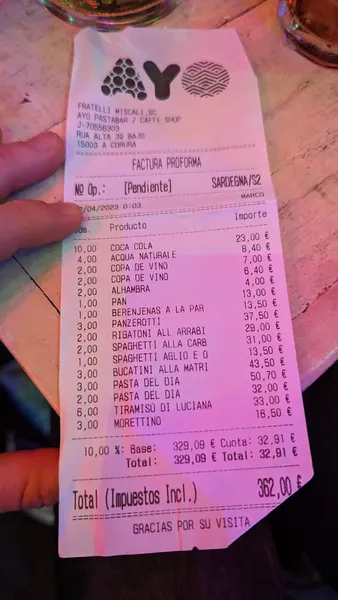 AYO
FRATELLI MISCALI,SC
AYO PASTABAR / CAFFI SHOP
J-70556303
RUA ALTA 30 BAJO
15003 A CORUÑA
FACTURA PROFORMA
Nº Op.: [Pendiente] SARDEGNA/S2
/04/2023 0:03 MARCO
ds. Producto Importe
10,00 COCA COLA 23,00 €
4,00 ACQUA NATURALE 8,40 €
2,00 COPA DE VINO 7,00 €
2,00 COPA DE VINO 6,40 €
2,00 ALHAMBRA 4,00 €
1,00 PAN 13,00 €
1,00 BERENJENAS A LA PAR 13,50 €
3,00 PANZEROTTI 37,50 €
2,00 RIGATONI ALL ARRABI 29,00 €
2,00 SPAGHETTI ALLA CARB 31,00 €
1,00 SPAGHETTI AGLIO E O 13,50 €
3,00 BUCATINI ALLA MATRI 43,50 €
3,00 PASTA DEL DIA 50,70 €
2,00 PASTA DEL DIA 32,00 €
6,00 TIRAMISÚ DI LUCIANA 33,00 €
3,00 MORETTINO 16,50 €
10,00 %: Base: 329,09 € Cuota: 32,91 €
Total: 329,09 € Total: 32,91 €
Total (Impuestos Incl.) 362,00 €
GRACIAS POR SU VISITA